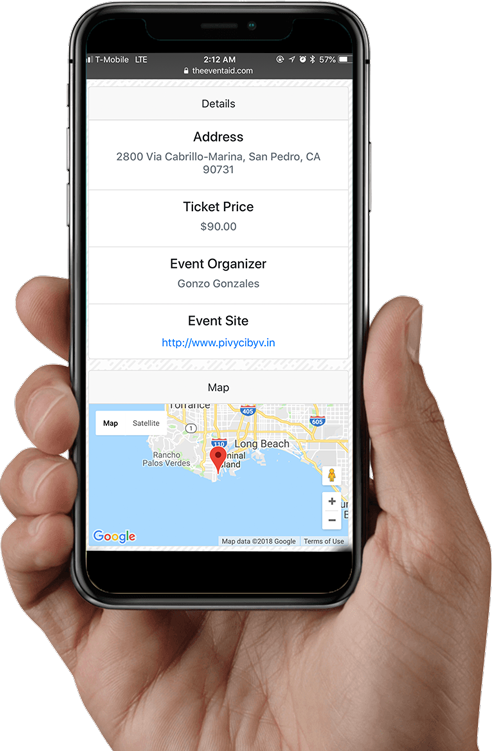 T-Mobile LTE 2:12 AM 57%
theeventaid.com
Details
Address
2800 Via Cabrillo-Marina, San Pedro, CA
90731
Ticket Price
$90.00
Event Organizer
Gonzo Gonzales
Event Site
http://www.pivycibyv.in
Map
Torrance
405
Map Satellite
1
605
110
Long Beach
Rancho
Palos Verdes
minal
Island
+
−
Google
Map data ©2018 Google
Terms of Use